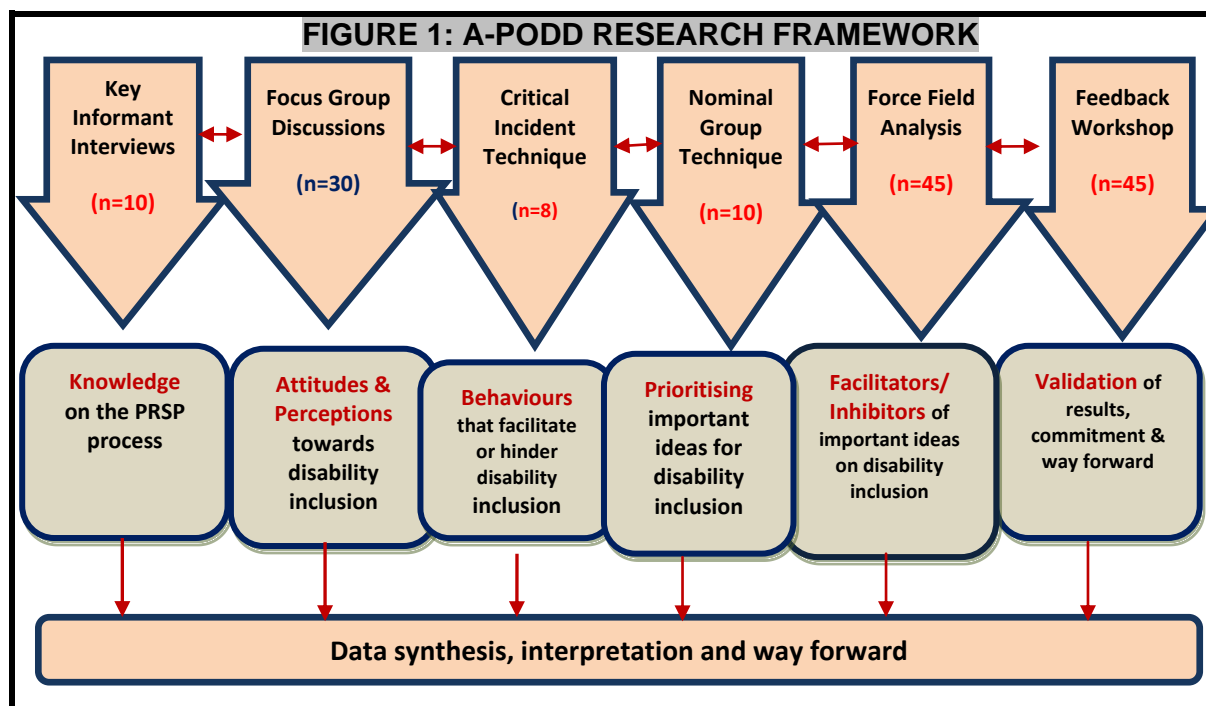 FIGURE 1: A-PODD RESEARCH FRAMEWORK
Key
Informant
Interviews
(n=10)
Focus Group
Discussions
(n=30)
Critical
Incident
Technique
(n=8)
Nominal
Group
Technique
(n=10)
Force Field
Analysis
(n=45)
Feedback
Workshop
(n=45)
Knowledge
on the PRSP
process
Attitudes &
Perceptions
towards
disability
inclusion
Behaviours
that facilitate
or hinder
disability
inclusion
Prioritising
important
ideas for
disability
inclusion
Facilitators/
Inhibitors of
important ideas
on disability
inclusion
Validation of
results,
commitment &
way forward
Data synthesis, interpretation and way forward